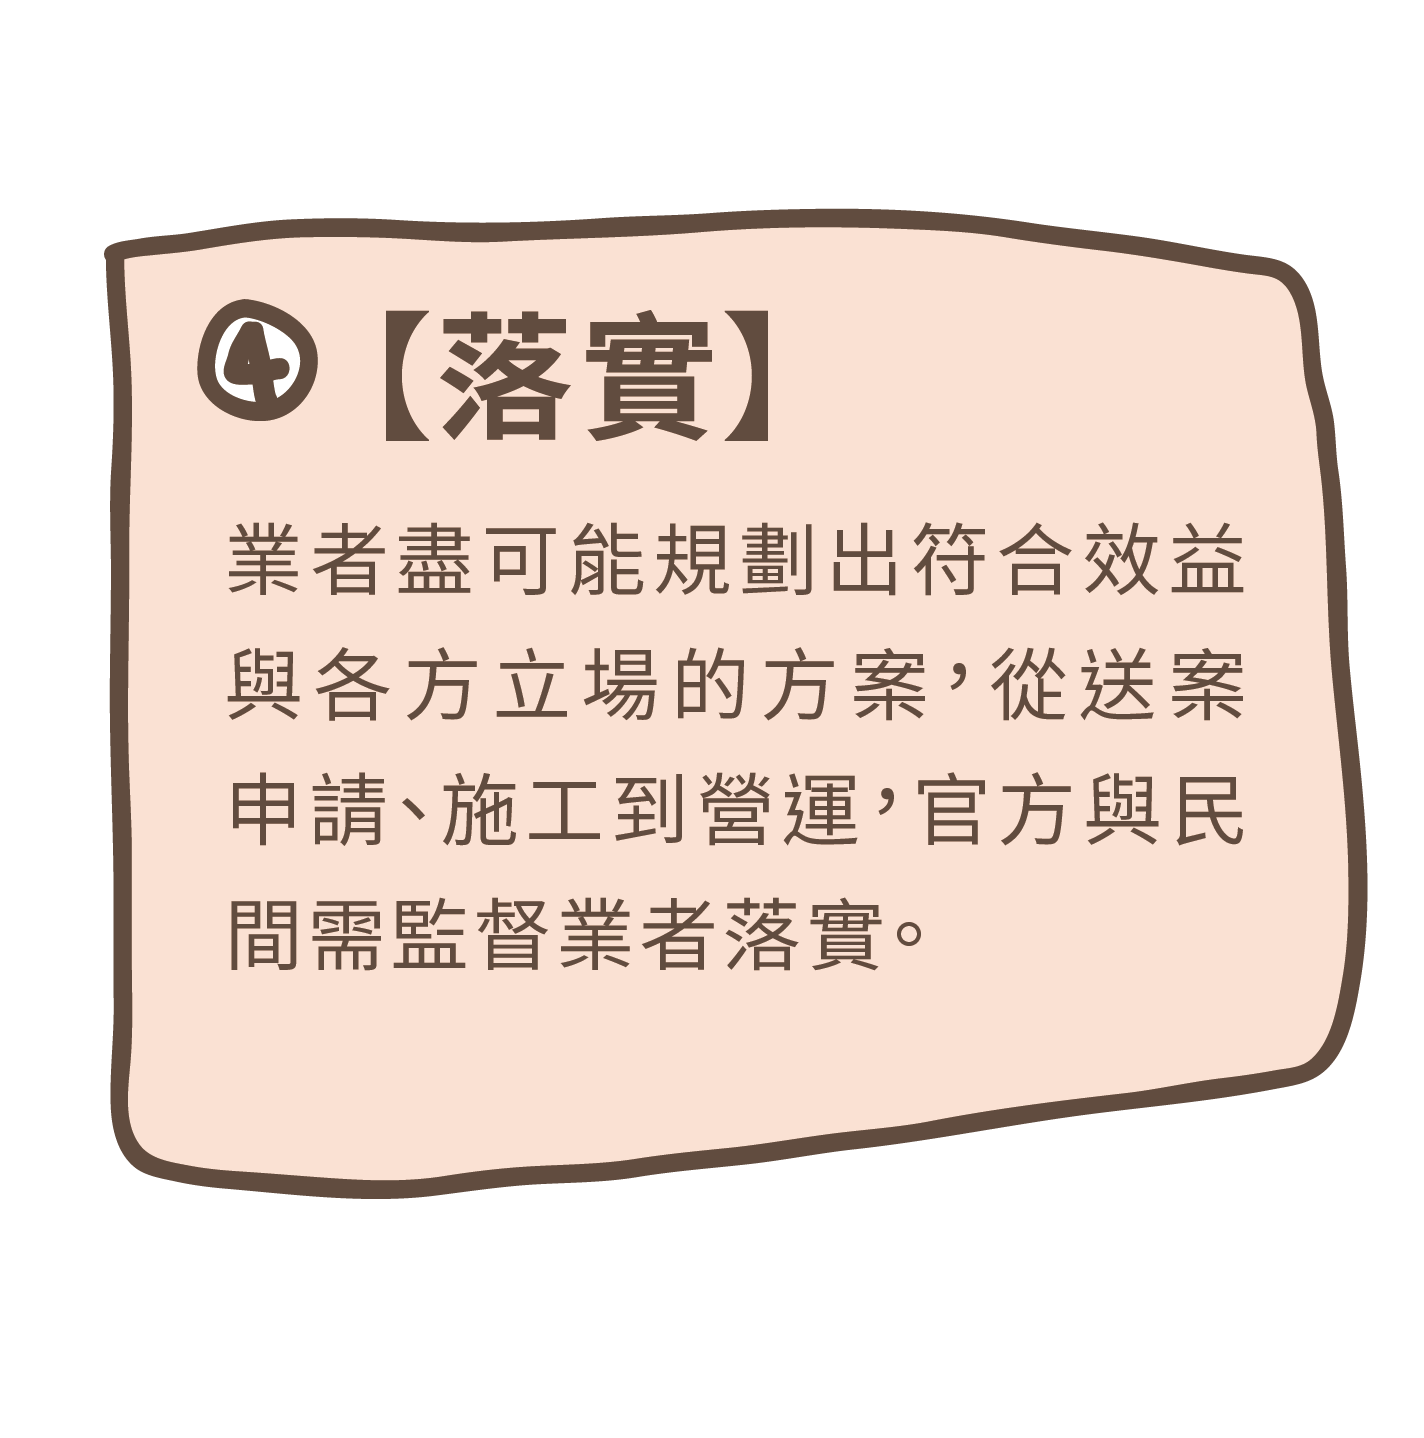 4【落實】
業者盡可能規劃出符合效益
與各方立場的方案，從送案
申請、施工到營運，官方與民
間需監督業者落實。